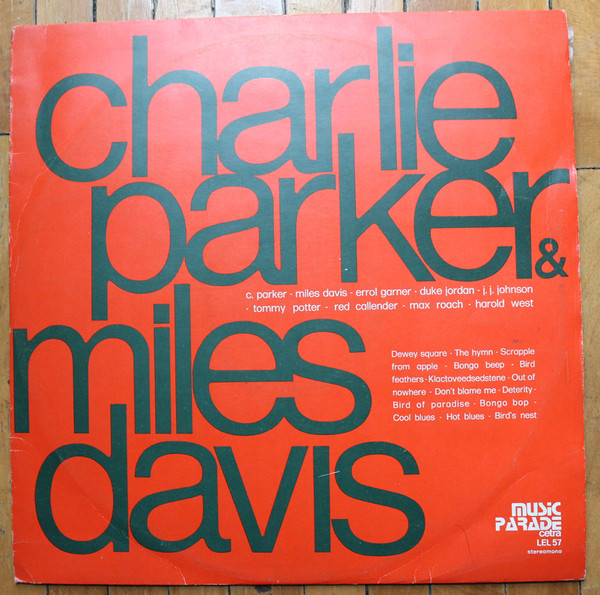 charlie
parker &
c. parker · miles davis · errol garner · duke jordan · j. j. johnson
· tommy potter · red callender · max roach · harold west
miles
davis
Dewey square · The hymn · Scrapple
from apple · Bongo beep · Bird
feathers · Klactoveedsedstene · Out of
nowhere · Don't blame me · Deterity ·
Bird of paradise · Bongo bop ·
Cool blues · Hot blues · Bird's nest
MUSIC
PARADE
cetra
LEL 57
stereomono